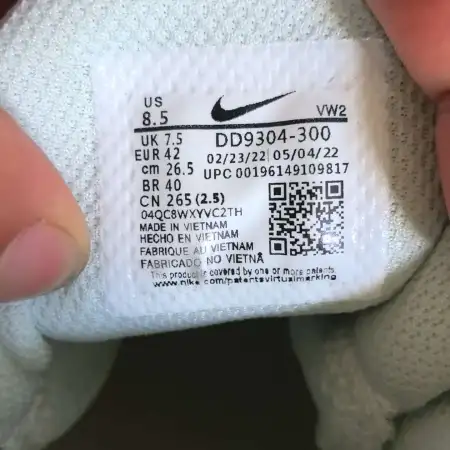 US
8.5
VW2
UK 7.5
EUR 42
cm 26.5
BR 40
CN 265 (2.5)
DD9304-300
02/23/22 05/04/22
UPC 00196149109817
04QC8WXYVC2TH
MADE IN VIETNAM
HECHO EN VIETNAM
FABRIQUE AU VIETNAM
FABRICADO NO VIETNÃ
This product is covered by one or more patents
www.nike.com/patentsvirtualmarking